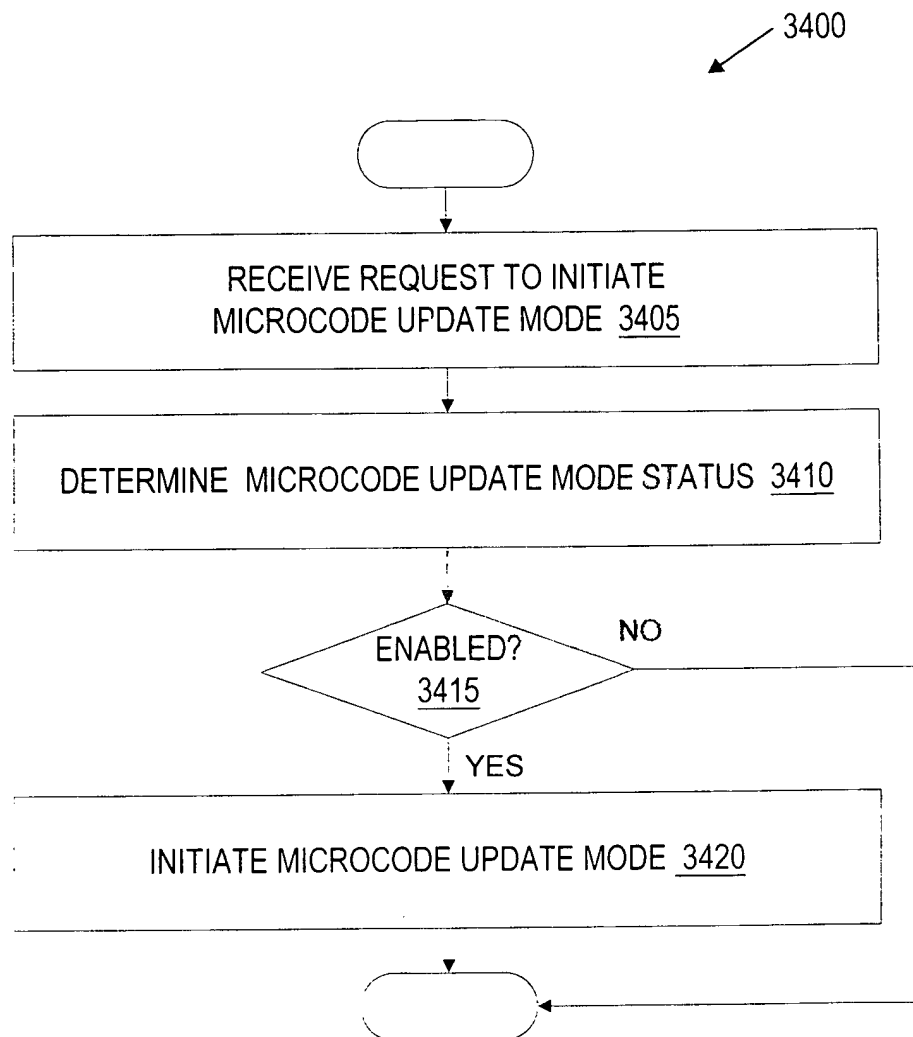 3400
RECEIVE REQUEST TO INITIATE
MICROCODE UPDATE MODE 3405
DETERMINE MICROCODE UPDATE MODE STATUS 3410
ENABLED?
3415
NO
YES
INITIATE MICROCODE UPDATE MODE 3420